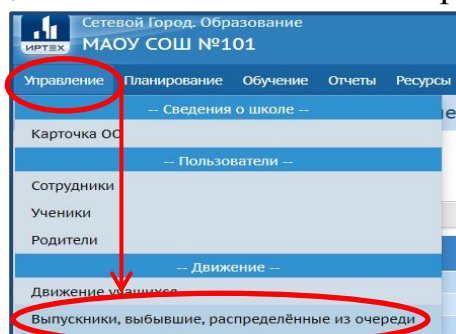 Сетевой Город. Образование
ИРТЕХ МАОУ СОШ №101
Управление Планирование Обучение Отчеты Ресурсы
-- Сведения о школе --
Карточка ОО
-- Пользователи --
Сотрудники
Ученики
Родители
-- Движение --
Движение учащихся
Выпускники, выбывшие, распределённые из очереди